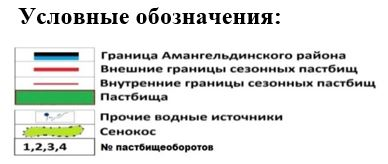 Условные обозначения:
Граница Амангельдинского района
Внешние границы сезонных пастбищ
Внутренние границы сезонных пастбищ
Пастбища
Прочие водные источники
Сенокос
1,2,3,4 № пастбищеоборотов